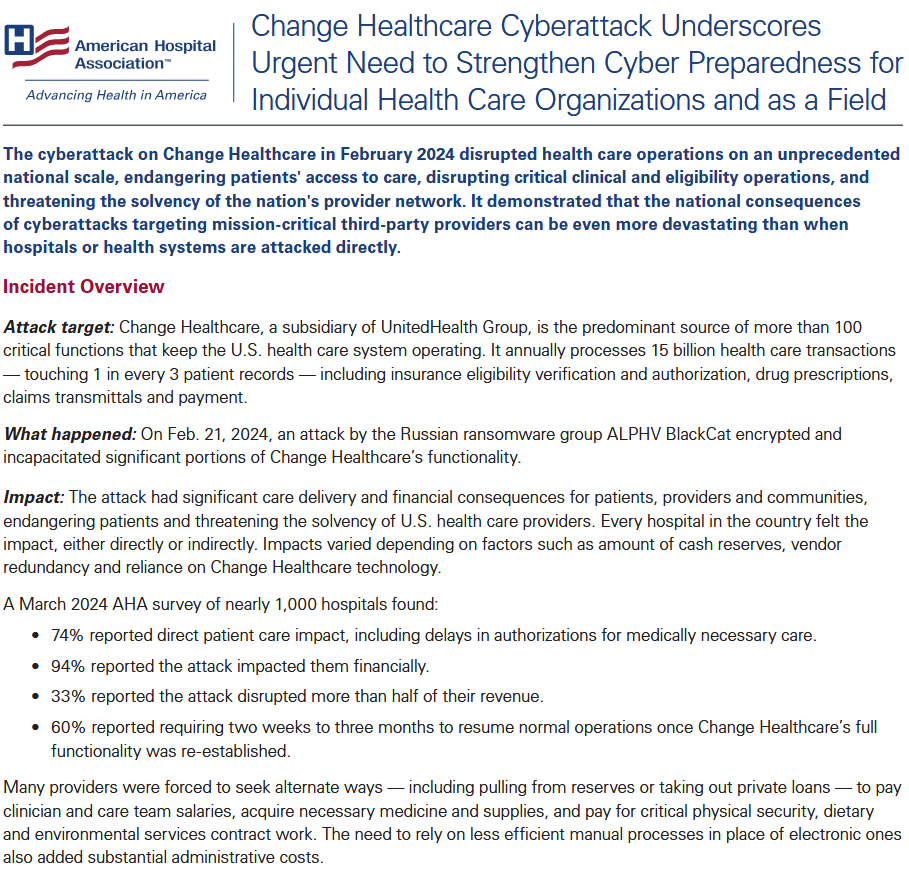 American Hospital
Association™
Advancing Health in America
Change Healthcare Cyberattack Underscores
Urgent Need to Strengthen Cyber Preparedness for
Individual Health Care Organizations and as a Field
The cyberattack on Change Healthcare in February 2024 disrupted health care operations on an unprecedented
national scale, endangering patients' access to care, disrupting critical clinical and eligibility operations, and
threatening the solvency of the nation's provider network. It demonstrated that the national consequences
of cyberattacks targeting mission-critical third-party providers can be even more devastating than when
hospitals or health systems are attacked directly.
Incident Overview
Attack target: Change Healthcare, a subsidiary of UnitedHealth Group, is the predominant source of more than 100
critical functions that keep the U.S. health care system operating. It annually processes 15 billion health care transactions
— touching 1 in every 3 patient records — including insurance eligibility verification and authorization, drug prescriptions,
claims transmittals and payment.
What happened: On Feb. 21, 2024, an attack by the Russian ransomware group ALPHV BlackCat encrypted and
incapacitated significant portions of Change Healthcare’s functionality.
Impact: The attack had significant care delivery and financial consequences for patients, providers and communities,
endangering patients and threatening the solvency of U.S. health care providers. Every hospital in the country felt the
impact, either directly or indirectly. Impacts varied depending on factors such as amount of cash reserves, vendor
redundancy and reliance on Change Healthcare technology.
A March 2024 AHA survey of nearly 1,000 hospitals found:
• 74% reported direct patient care impact, including delays in authorizations for medically necessary care.
• 94% reported the attack impacted them financially.
• 33% reported the attack disrupted more than half of their revenue.
• 60% reported requiring two weeks to three months to resume normal operations once Change Healthcare’s full
functionality was re-established.
Many providers were forced to seek alternate ways — including pulling from reserves or taking out private loans — to pay
clinician and care team salaries, acquire necessary medicine and supplies, and pay for critical physical security, dietary
and environmental services contract work. The need to rely on less efficient manual processes in place of electronic ones
also added substantial administrative costs.